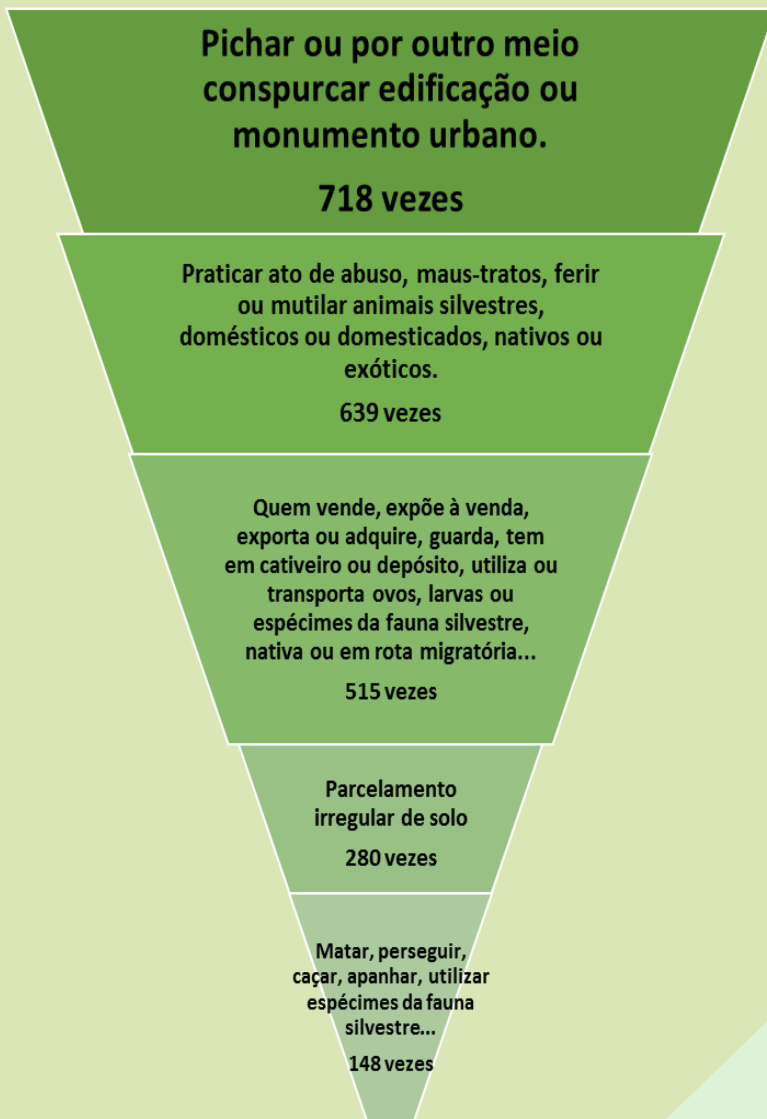 Pichar ou por outro meio
conspurcar edificação ou
monumento urbano.
718 vezes
Praticar ato de abuso, maus-tratos, ferir
ou mutilar animais silvestres,
domésticos ou domesticados, nativos ou
exóticos.
639 vezes
Quem vende, expõe à venda,
exporta ou adquire, guarda, tem
em cativeiro ou depósito, utiliza ou
transporta ovos, larvas ou
espécimes da fauna silvestre,
nativa ou em rota migratória...
515 vezes
Parcelamento
irregular de solo
280 vezes
Matar, perseguir,
caçar, apanhar, utilizar
espécimes da fauna
silvestre...
148 vezes